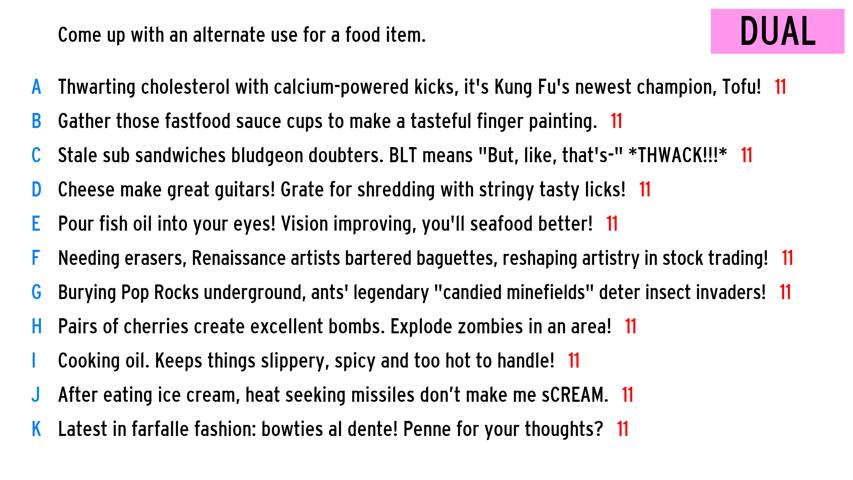 Come up with an alternate use for a food item.
DUAL
A Thwarting cholesterol with calcium-powered kicks, it's Kung Fu's newest champion, Tofu! 11
B Gather those fastfood sauce cups to make a tasteful finger painting. 11
C Stale sub sandwiches bludgeon doubters. BLT means "But, like, that's-" *THWACK!!!* 11
D Cheese make great guitars! Grate for shredding with stringy tasty licks! 11
E Pour fish oil into your eyes! Vision improving, you'll seafood better! 11
F Needing erasers, Renaissance artists bartered baguettes, reshaping artistry in stock trading! 11
G Burying Pop Rocks underground, ants' legendary "candied minefields" deter insect invaders! 11
H Pairs of cherries create excellent bombs. Explode zombies in an area! 11
I Cooking oil. Keeps things slippery, spicy and too hot to handle! 11
J After eating ice cream, heat seeking missiles don’t make me sCREAM. 11
K Latest in farfalle fashion: bowties al dente! Penne for your thoughts? 11